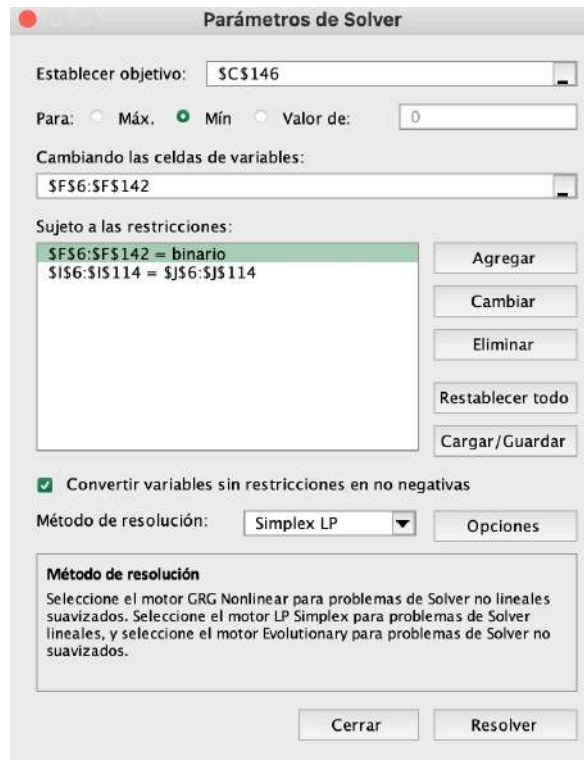 Parámetros de Solver
Establecer objetivo: $C$146
Para: Máx. Mín Valor de: 0
Cambiando las celdas de variables:
$F$6:$F$142
Sujeto a las restricciones:
$F$6:$F$142 = binario
$I$6:$I$114 = $J$6:$J$114
Agregar
Cambiar
Eliminar
Restablecer todo
Cargar/Guardar
Convertir variables sin restricciones en no negativas
Método de resolución: Simplex LP Opciones
Método de resolución
Seleccione el motor GRG Nonlinear para problemas de Solver no lineales
suavizados. Seleccione el motor LP Simplex para problemas de Solver
lineales, y seleccione el motor Evolutionary para problemas de Solver no
suavizados.
Cerrar Resolver